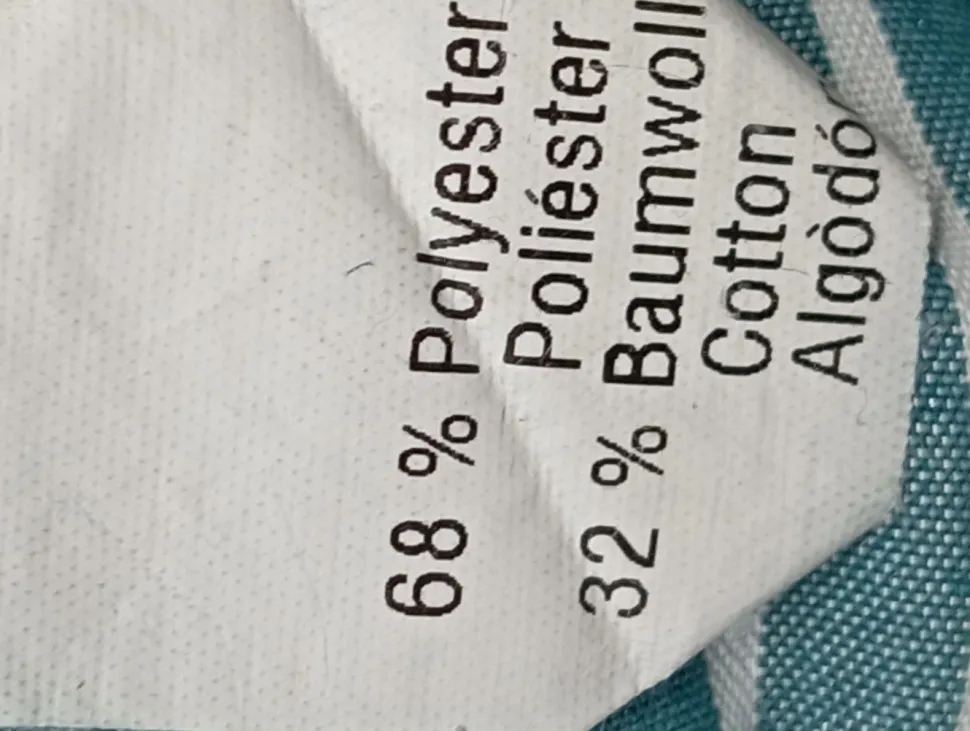 68 % Polyester
Poliéster
32 % Baumwoll
Cotton
Algòdó